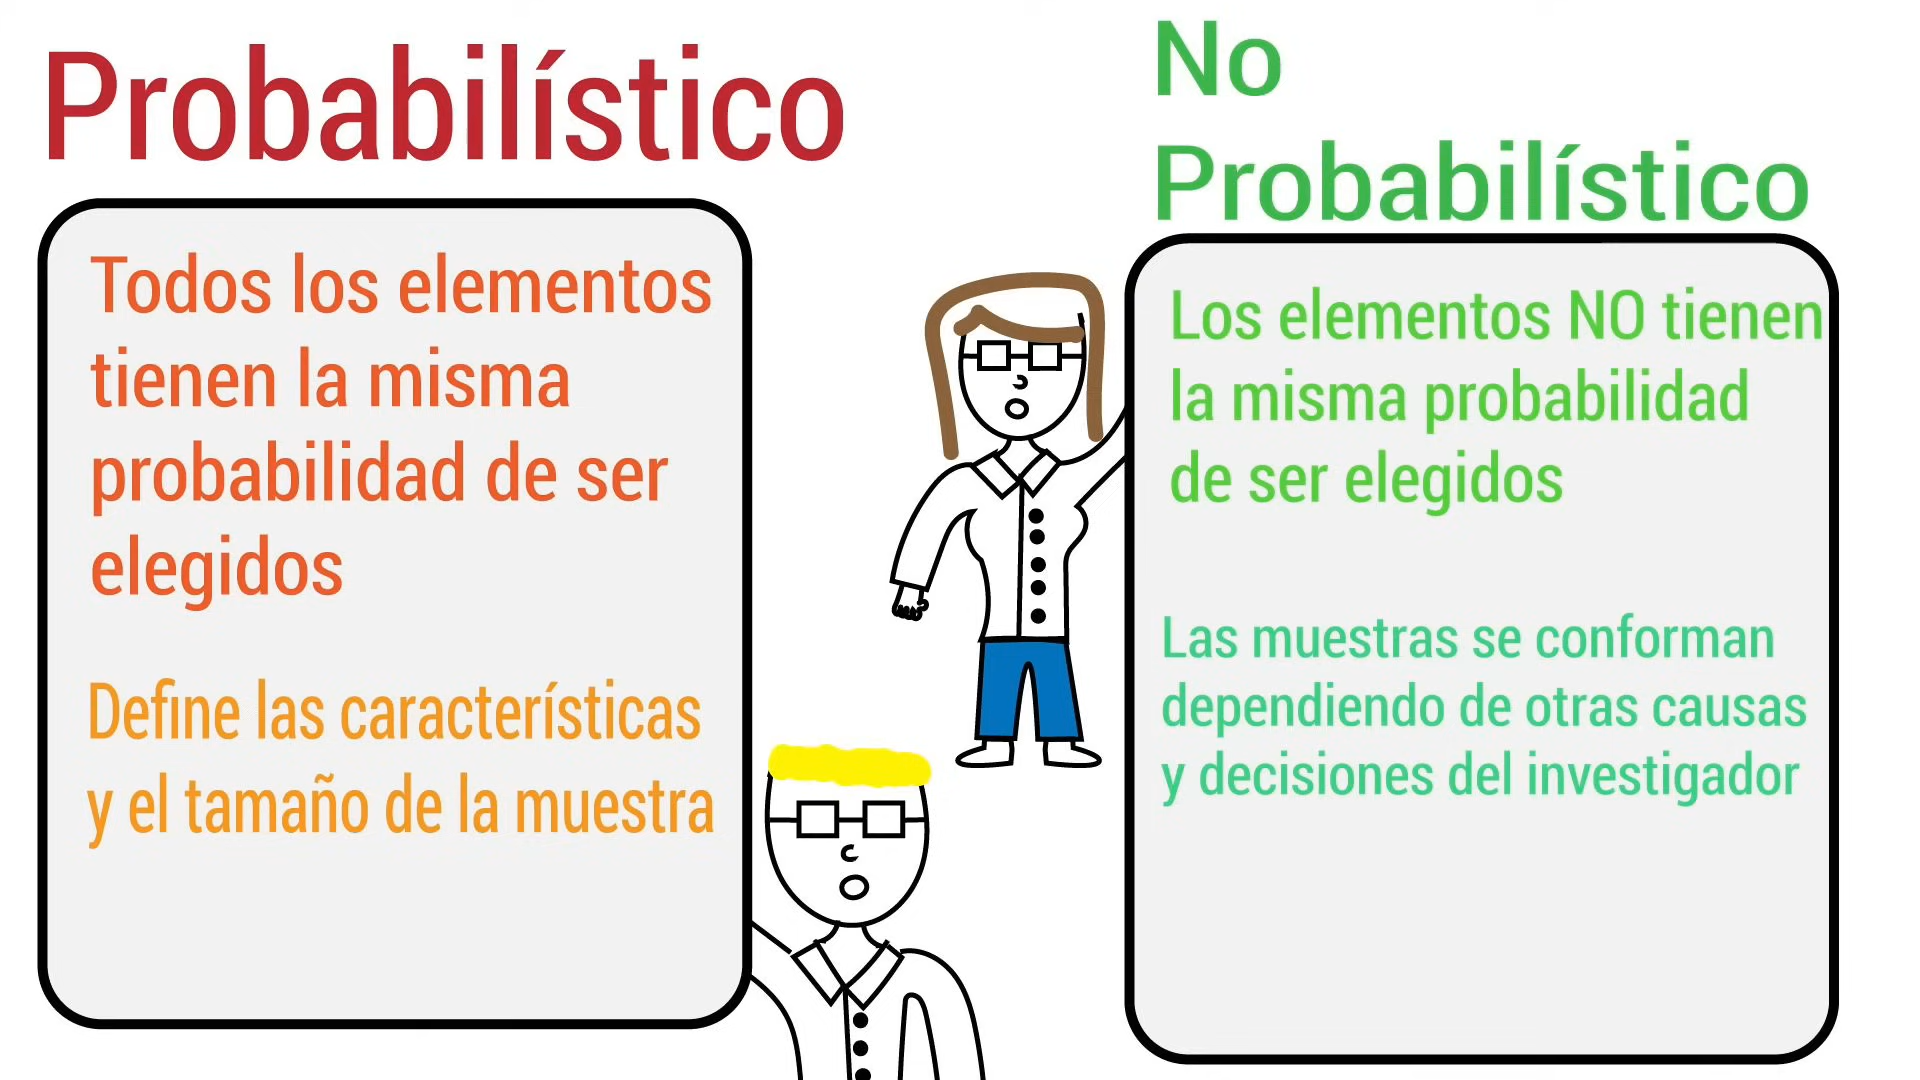 Probabilístico
Todos los elementos
tienen la misma
probabilidad de ser
elegidos
Define las características
y el tamaño de la muestra
No
Probabilístico
Los elementos NO tienen
la misma probabilidad
de ser elegidos
Las muestras se conforman
dependiendo de otras causas
y decisiones del investigador